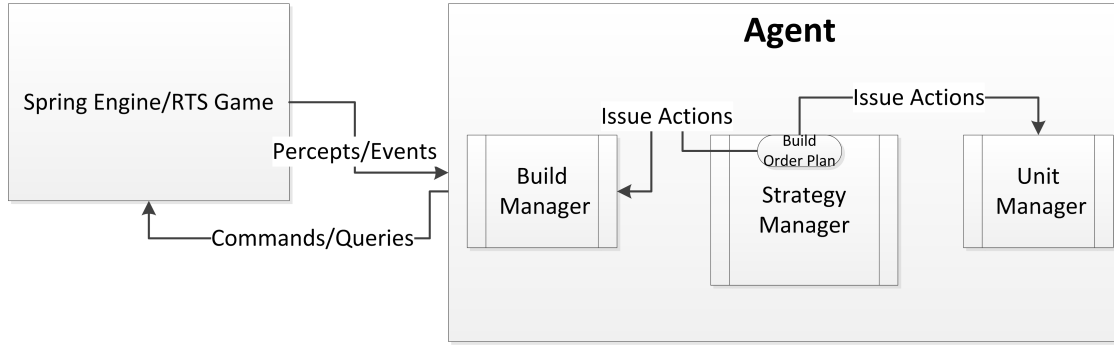 Agent
Spring Engine/RTS Game
Percepts/Events
Commands/Queries
Issue Actions
Issue Actions
Build
Manager
Build
Order Plan
Strategy
Manager
Unit
Manager